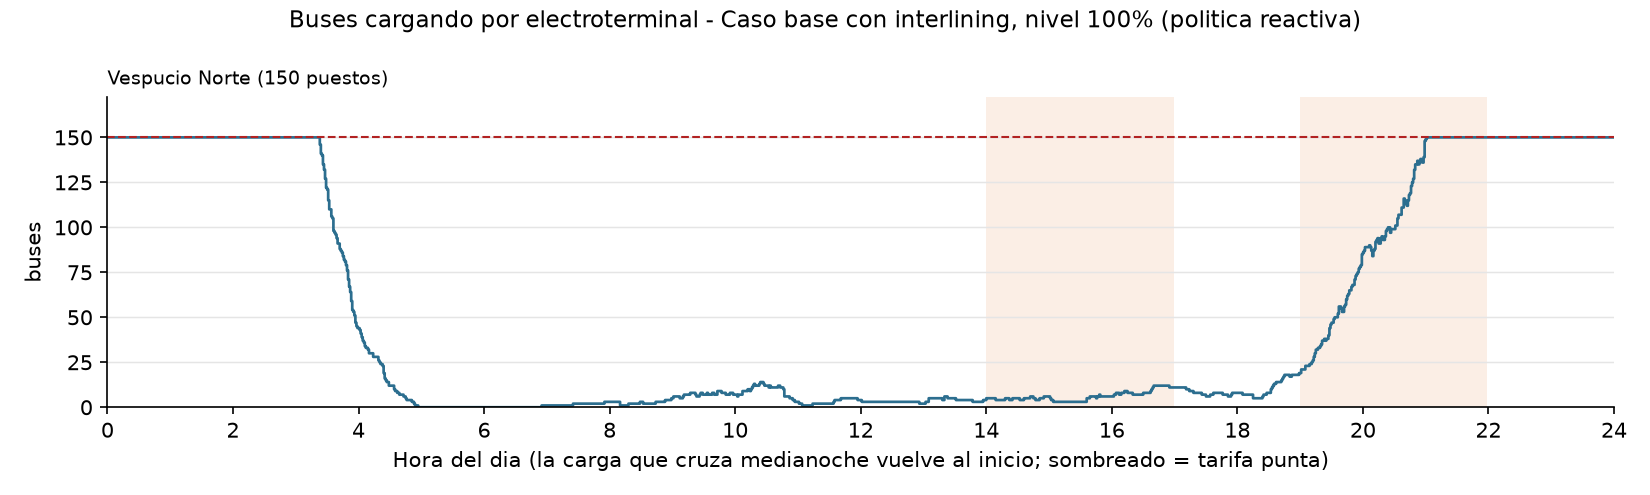 Buses cargando por electroterminal - Caso base con interlining, nivel 100% (politica reactiva)
Vespucio Norte (150 puestos)
150
125
100
75
50
25
0
buses
0 2 4 6 8 10 12 14 16 18 20 22 24
Hora del dia (la carga que cruza medianoche vuelve al inicio; sombreado = tarifa punta)